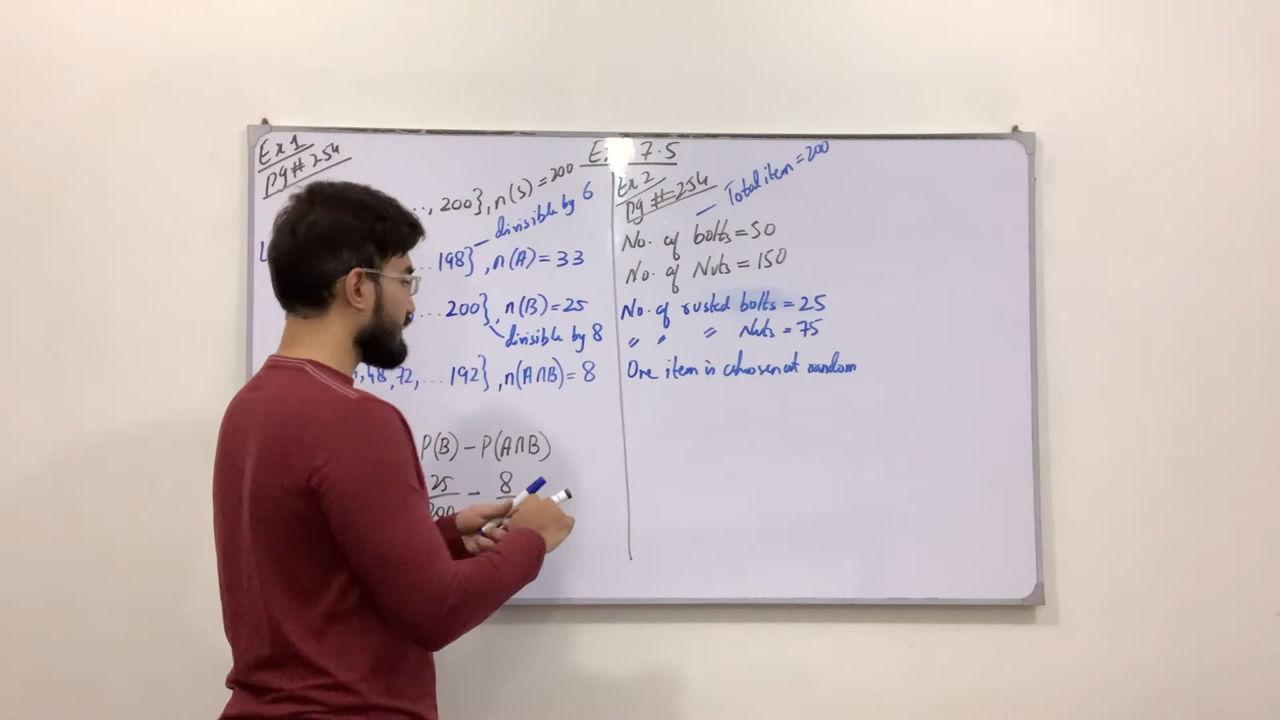 Ex 1
pg # 254
7.5
.., 200}, n(S) = 200
divisible by 6
... 198}, n(A) = 33
... 200}, n(B) = 25
divisible by 8
,48, 72, ... 192}, n(A∩B) = 8
P(B) – P(A∩B)
25 – 8
200
Ex 2
pg # 254
– Total item = 200
No. of bolts = 50
No. of Nuts = 150
No. of rusted bolts = 25
〃 〃 〃 Nuts = 75
One item is choosen at random